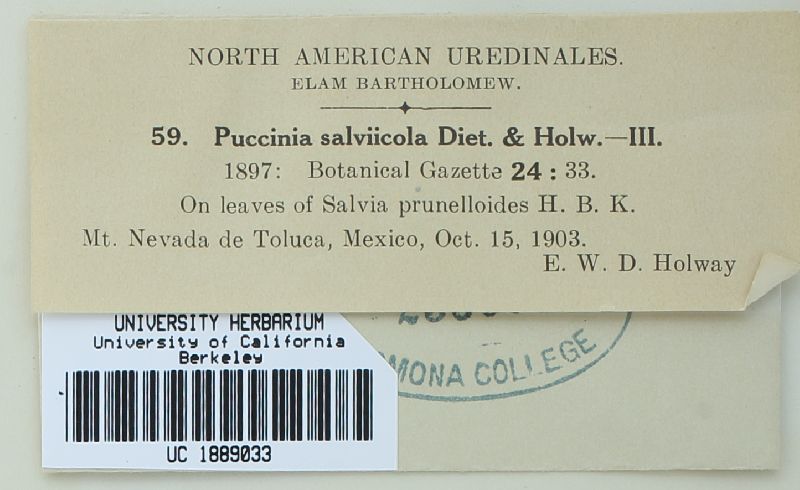 NORTH AMERICAN UREDINALES.
ELAM BARTHOLOMEW.
59. Puccinia salviicola Diet. & Holw.—III.
1897: Botanical Gazette 24 : 33.
On leaves of Salvia prunelloides H. B. K.
Mt. Nevada de Toluca, Mexico, Oct. 15, 1903.
E. W. D. Holway
UNIVERSITY HERBARIUM
University of California
Berkeley
UC 1889033
COLLEGE